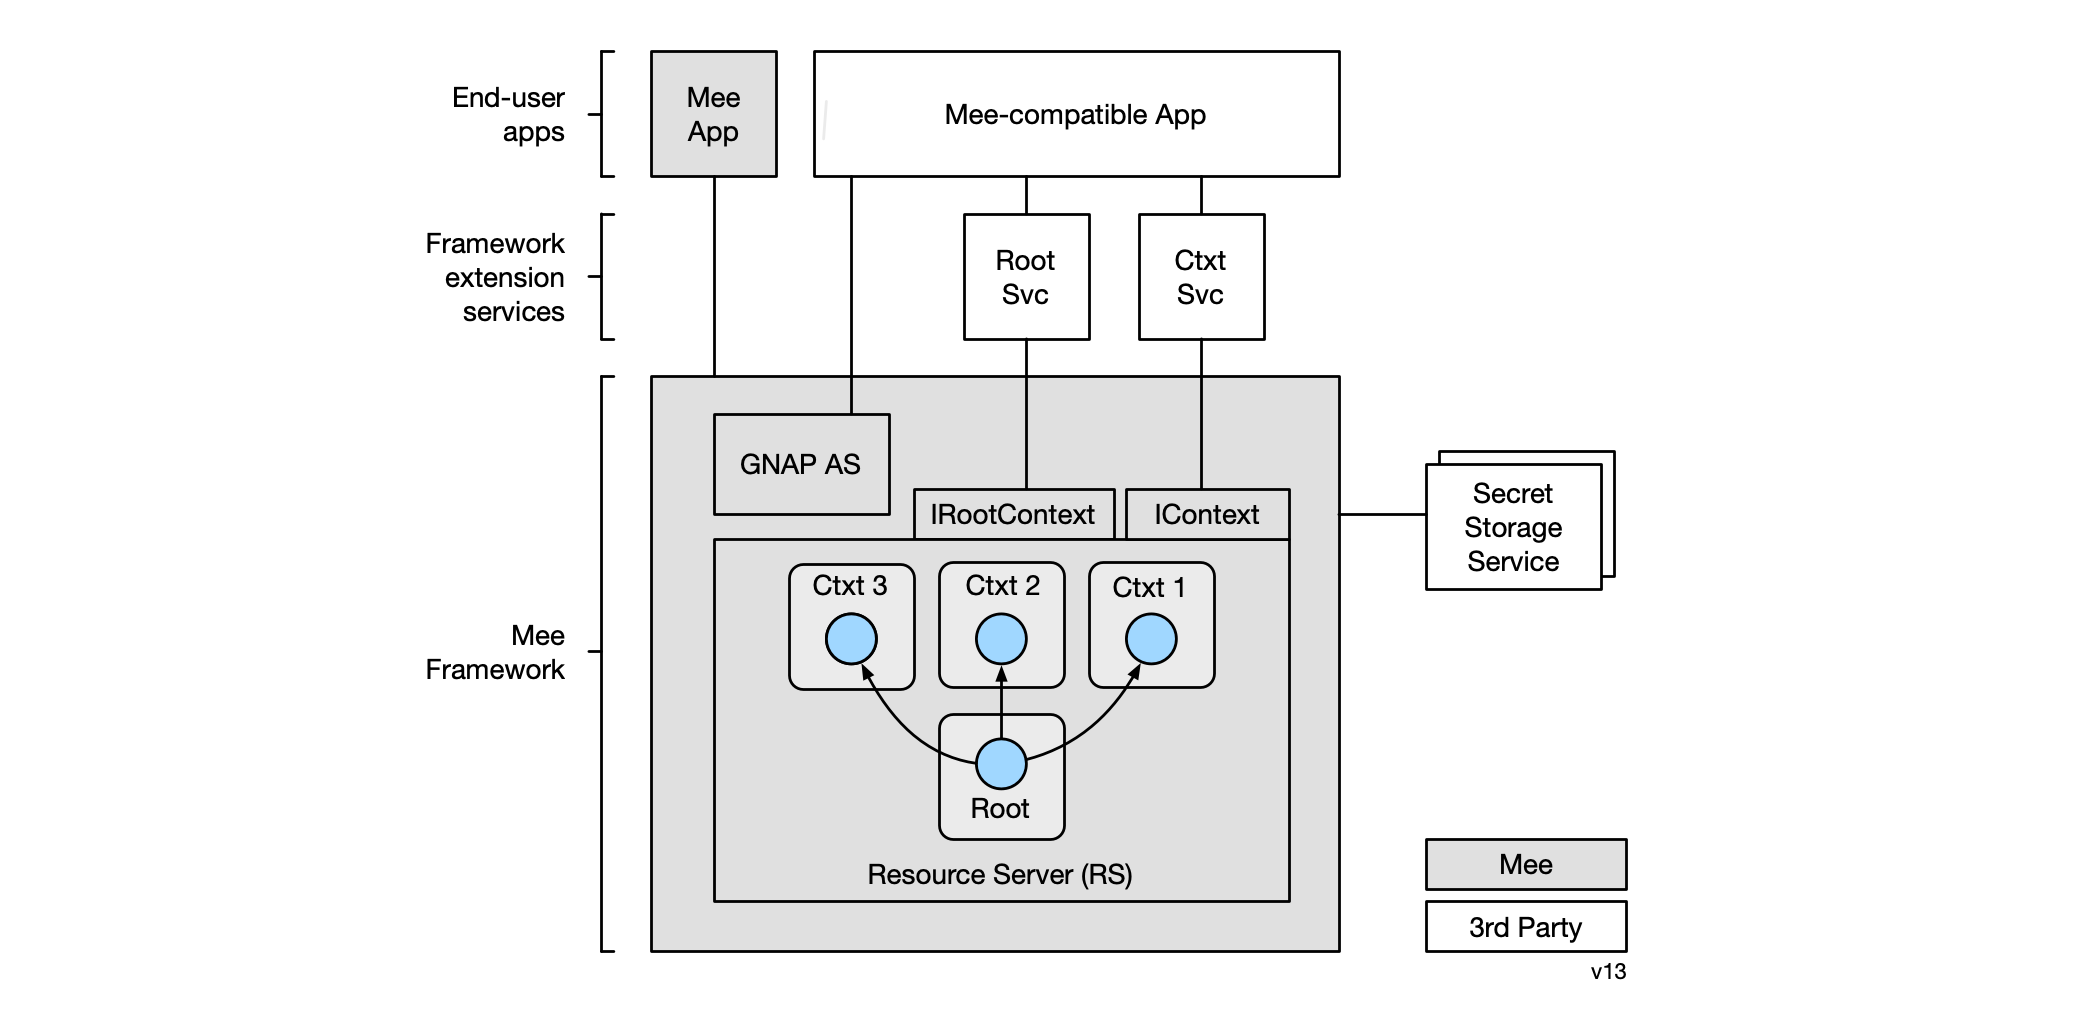 End-user
apps
Mee
App
Mee-compatible App
Framework
extension
services
Root
Svc
Ctxt
Svc
Mee
Framework
GNAP AS
IRootContext
IContext
Ctxt 3
Ctxt 2
Ctxt 1
Root
Resource Server (RS)
Secret
Storage
Service
Mee
3rd Party
v13